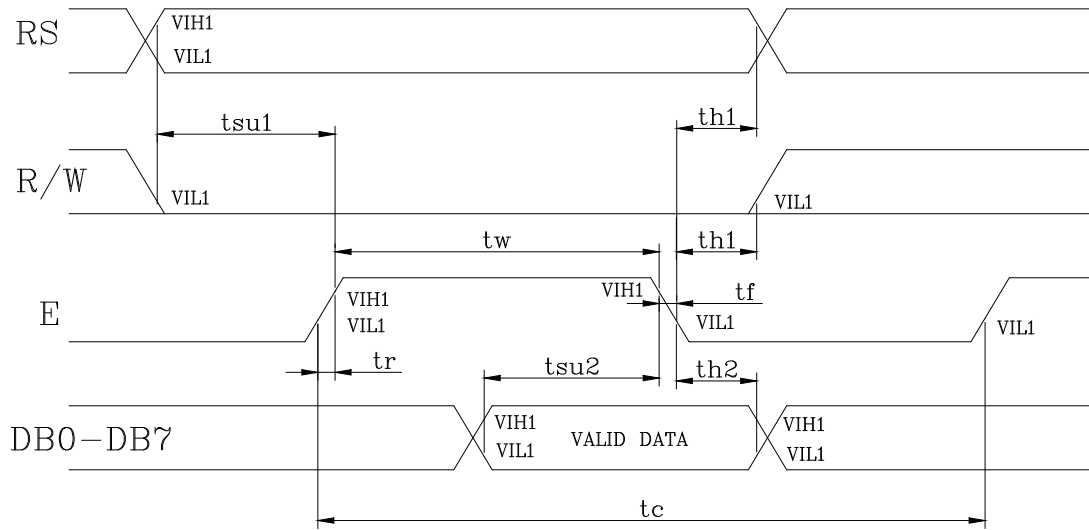 RS
VIH1
VIL1
tsu1
th1
R/W
VIL1
VIL1
tw
th1
E
VIH1
VIL1
VIH1
tf
VIL1
VIL1
tr
tsu2
th2
DB0-DB7
VIH1
VIL1
VALID DATA
VIH1
VIL1
tc